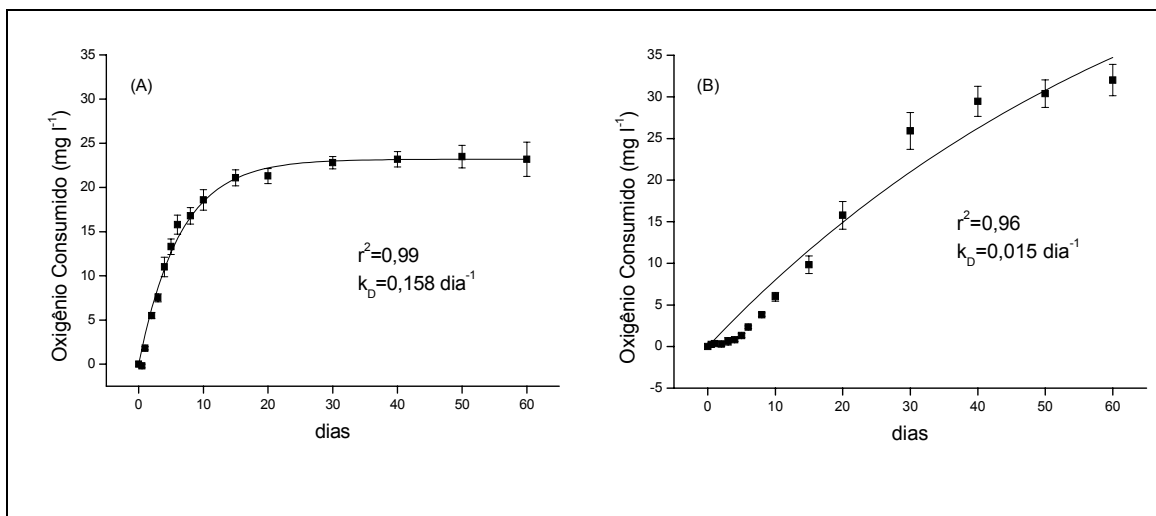 (A)
Oxigênio Consumido (mg l⁻¹)
35
30
25
20
15
10
5
0
r²=0,99
k_D=0,158 dia⁻¹
0 10 20 30 40 50 60
dias
(B)
Oxigênio Consumido (mg l⁻¹)
35
30
25
20
15
10
5
0
-5
r²=0,96
k_D=0,015 dia⁻¹
0 10 20 30 40 50 60
dias